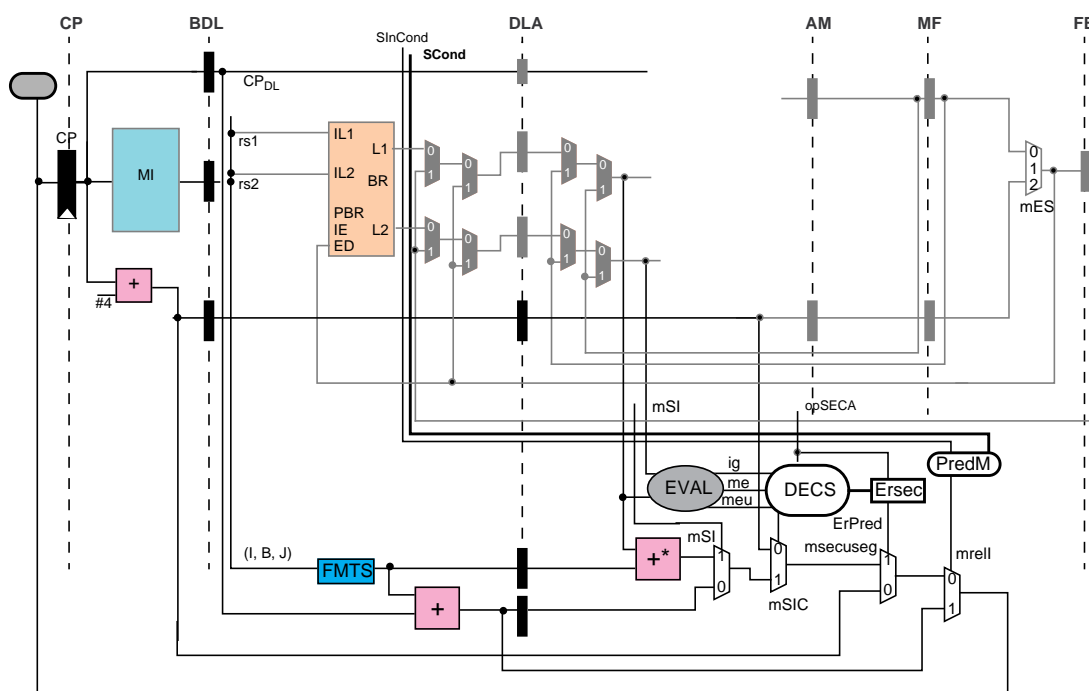 CP BDL DLA AM MF
SInCond
SCond
CP_DL
CP
MI
rs1
rs2
IL1
IL2
L1
BR
PBR
IE
ED
L2
0
1
0
1
0
1
0
1
0
1
0
1
0
1
0
1
0
1
2
mES
+
#4
mSI
opSECA
PredM
ig
me
meu
EVAL
DECS
Ersec
ErPred
(I, B, J)
FMTS
+*
mSI
1
0
0
1
mSIC
msecuseg
1
0
mrelI
0
1
+